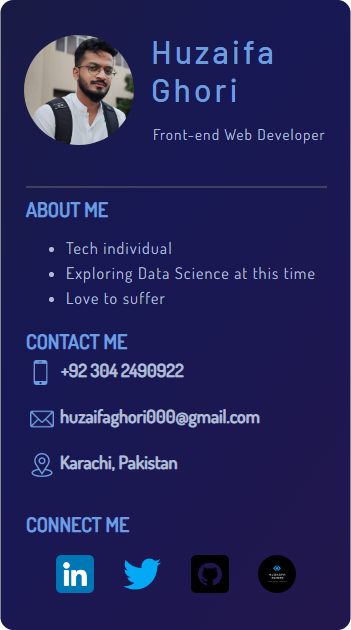 Huzaifa
Ghori
Front-end Web Developer
ABOUT ME
Tech individual
Exploring Data Science at this time
Love to suffer
CONTACT ME
+92 304 2490922
huzaifaghori000@gmail.com
Karachi, Pakistan
CONNECT ME
in